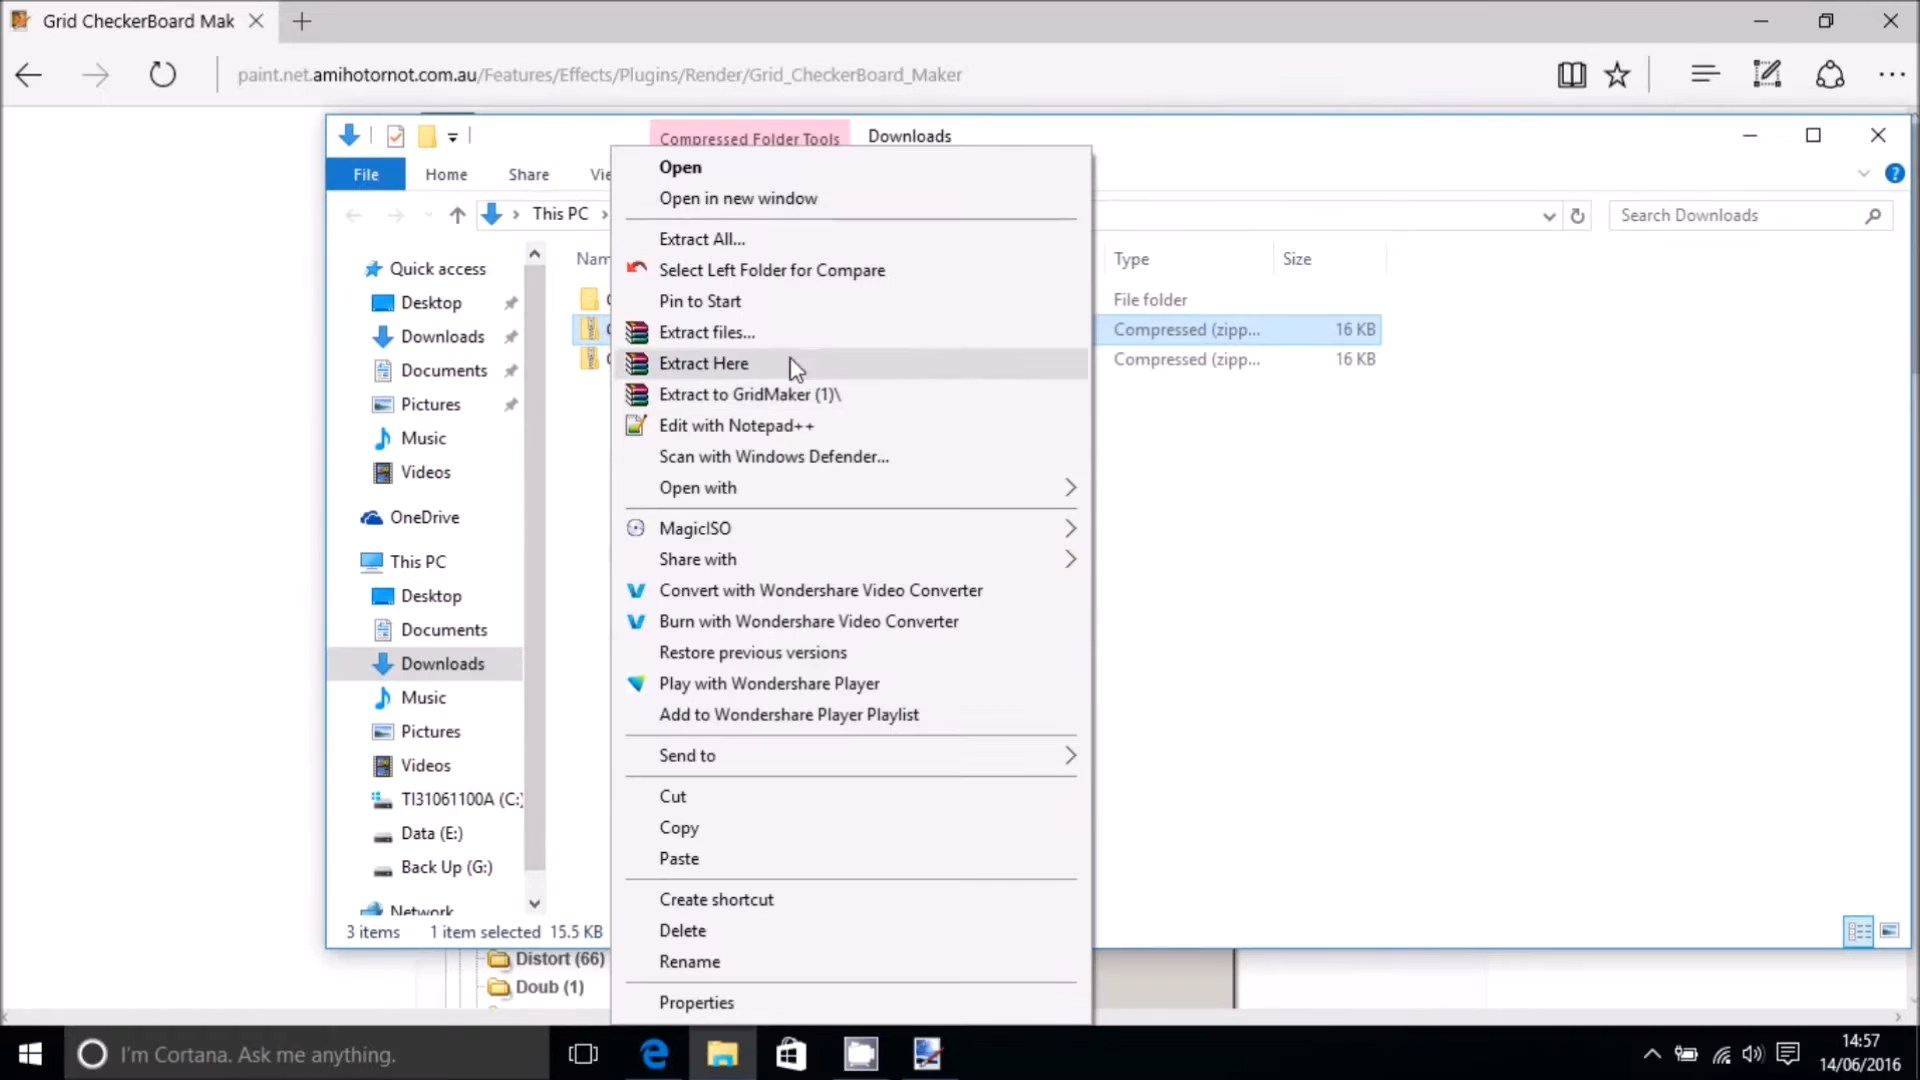 Grid CheckerBoard Mak
paint.net.amihotornot.com.au/Features/Effects/Plugins/Render/Grid_CheckerBoard_Maker
Compressed Folder Tools
Downloads
File
Home
Share
This PC
Search Downloads
Type
Size
File folder
Compressed (zipp...
16 KB
Compressed (zipp...
16 KB
Quick access
Desktop
Downloads
Documents
Pictures
Music
Videos
OneDrive
This PC
Desktop
Documents
Downloads
Music
Pictures
Videos
TI31061100A (C:)
Data (E:)
Back Up (G:)
Network
3 items
1 item selected 15.5 KB
Open
Open in new window
Extract All...
Select Left Folder for Compare
Pin to Start
Extract files...
Extract Here
Extract to GridMaker (1)\
Edit with Notepad++
Scan with Windows Defender...
Open with
MagicISO
Share with
Convert with Wondershare Video Converter
Burn with Wondershare Video Converter
Restore previous versions
Play with Wondershare Player
Add to Wondershare Player Playlist
Send to
Cut
Copy
Paste
Create shortcut
Delete
Rename
Properties
Distort (66)
Doub (1)
I'm Cortana. Ask me anything.
14:57
14/06/2016